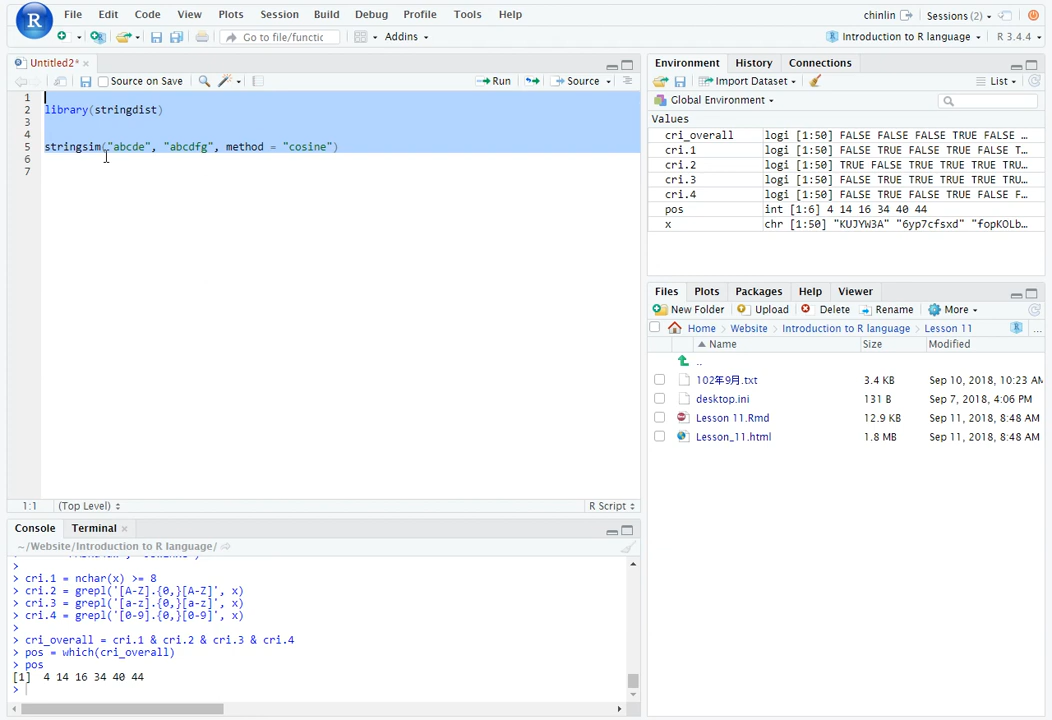 File Edit Code View Plots Session Build Debug Profile Tools Help
chinlin Sessions (2)
Go to file/functic Addins
Introduction to R language R 3.4.4
Untitled2*
Source on Save Run Source
1
2 library(stringdist)
3
4
5 stringsim("abcde", "abcdfg", method = "cosine")
6
7
1:1 (Top Level) R Script
Console Terminal
~/Website/Introduction to R language/
>
> cri.1 = nchar(x) >= 8
> cri.2 = grepl('[A-Z].{0,}[A-Z]', x)
> cri.3 = grepl('[a-z].{0,}[a-z]', x)
> cri.4 = grepl('[0-9].{0,}[0-9]', x)
>
> cri_overall = cri.1 & cri.2 & cri.3 & cri.4
> pos = which(cri_overall)
> pos
[1] 4 14 16 34 40 44
>
Environment History Connections
Import Dataset List
Global Environment
Values
cri_overall logi [1:50] FALSE FALSE FALSE TRUE FALSE …
cri.1 logi [1:50] FALSE TRUE FALSE TRUE FALSE T…
cri.2 logi [1:50] TRUE FALSE TRUE TRUE FALSE TR…
cri.3 logi [1:50] FALSE TRUE TRUE TRUE TRUE TRU…
cri.4 logi [1:50] FALSE TRUE FALSE TRUE FALSE F…
pos int [1:6] 4 14 16 34 40 44
x chr [1:50] "KUJYW3A" "6yp7cfsxd" "fopKOLb…
Files Plots Packages Help Viewer
New Folder Upload Delete Rename More
Home Website Introduction to R language Lesson 11 ...
Name Size Modified
..
102年9月.txt 3.4 KB Sep 10, 2018, 10:23 AM
desktop.ini 131 B Sep 7, 2018, 4:06 PM
Lesson 11.Rmd 12.9 KB Sep 11, 2018, 8:48 AM
Lesson_11.html 1.8 MB Sep 11, 2018, 8:48 AM